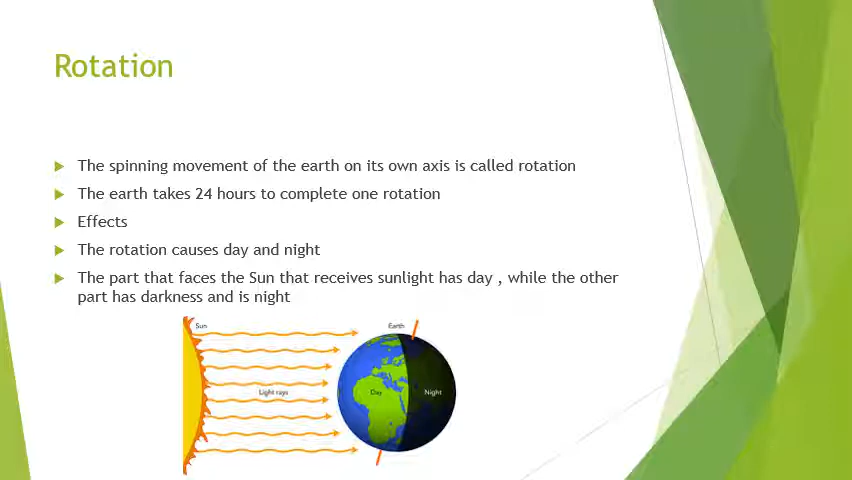 Rotation
The spinning movement of the earth on its own axis is called rotation
The earth takes 24 hours to complete one rotation
Effects
The rotation causes day and night
The part that faces the Sun that receives sunlight has day , while the other
part has darkness and is night
Sun
Earth
Light rays
Day
Night